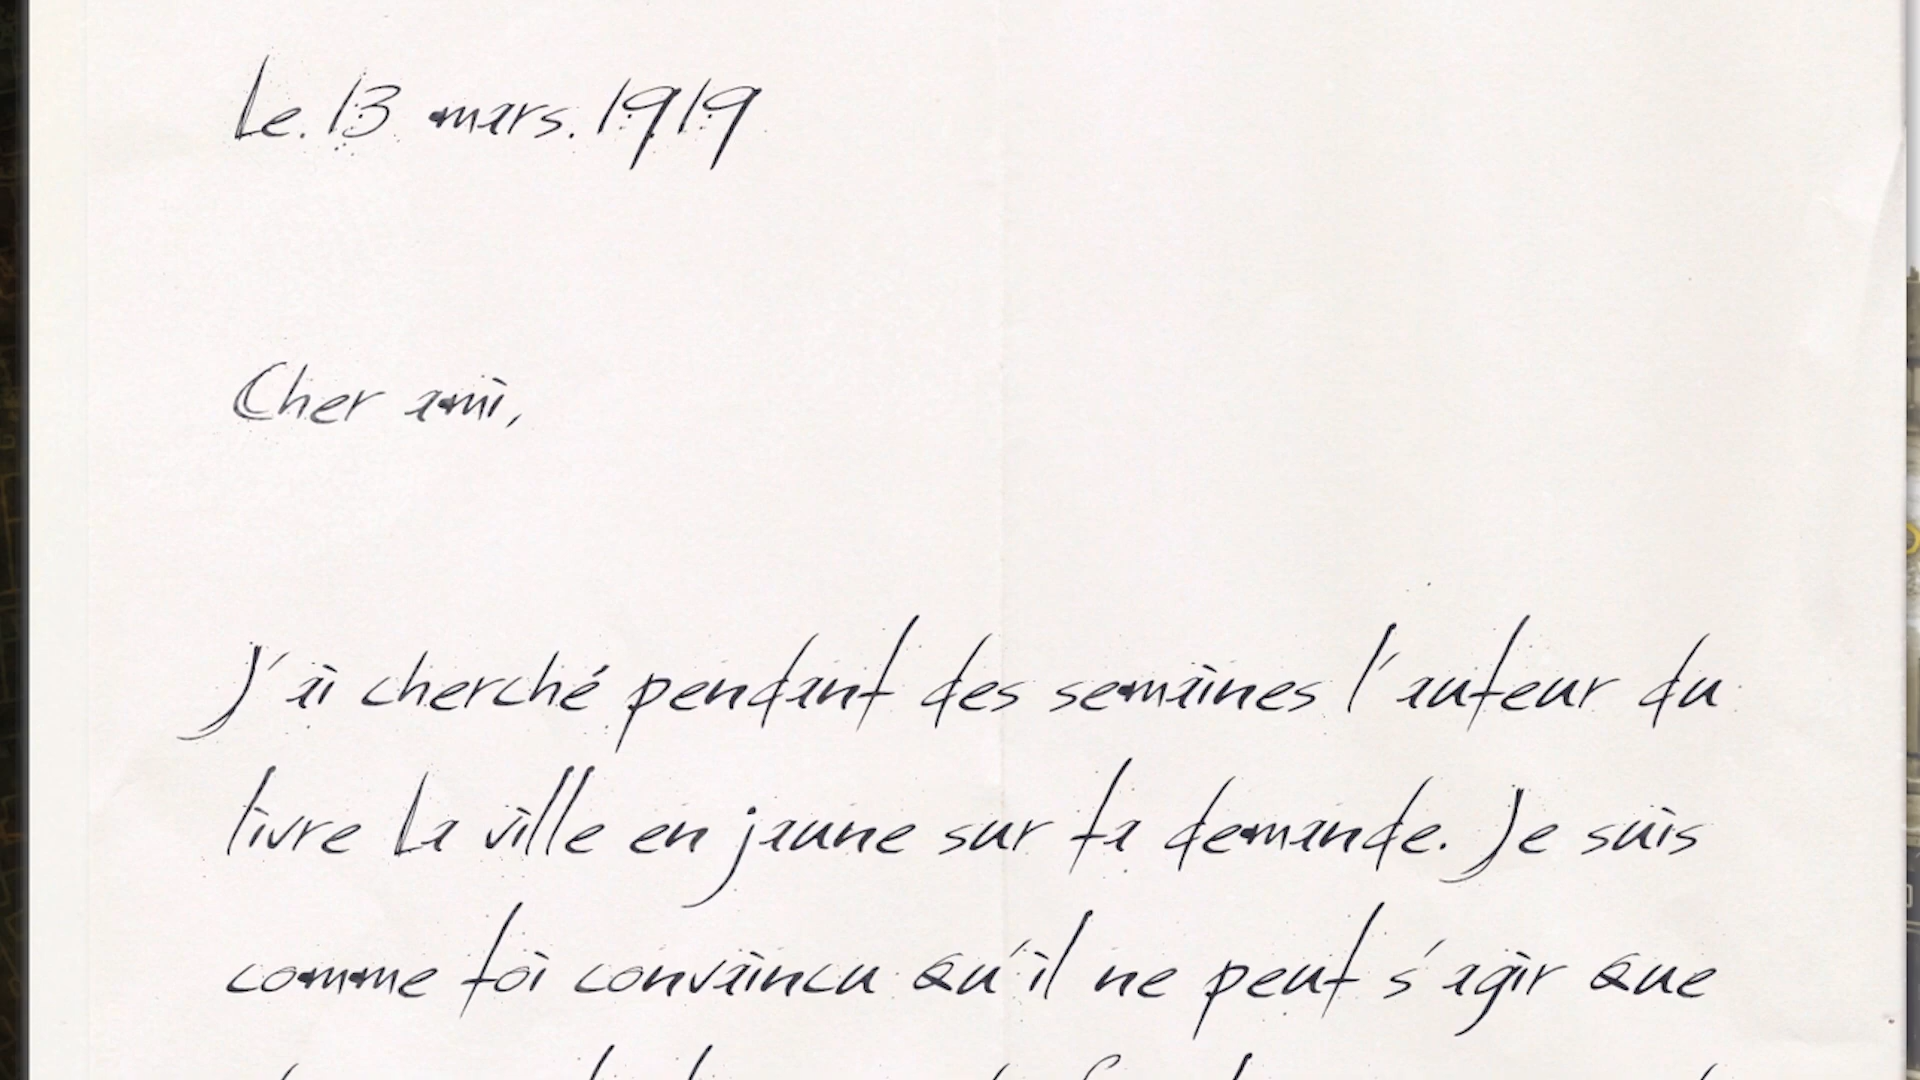 Le 13 mars 1919
Cher ami,
J'ai cherché pendant des semaines l'auteur du
livre La ville en jaune sur ta demande. Je suis
comme toi convaincu qu'il ne peut s'agir que